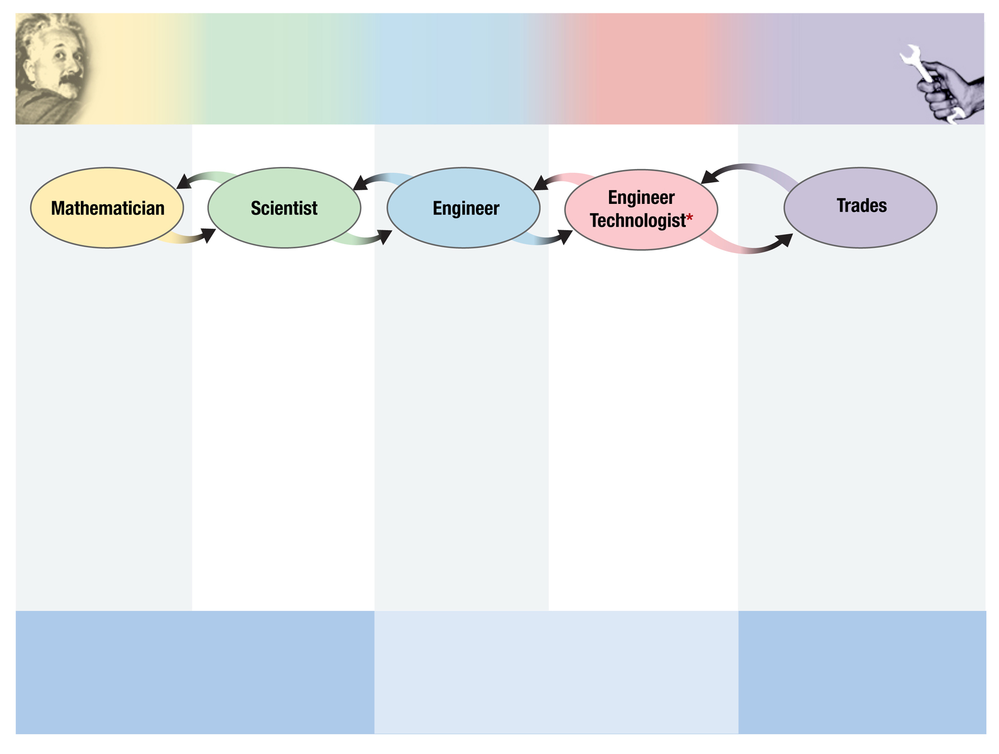 Mathematician
Scientist
Engineer
Engineer
Technologist*
Trades